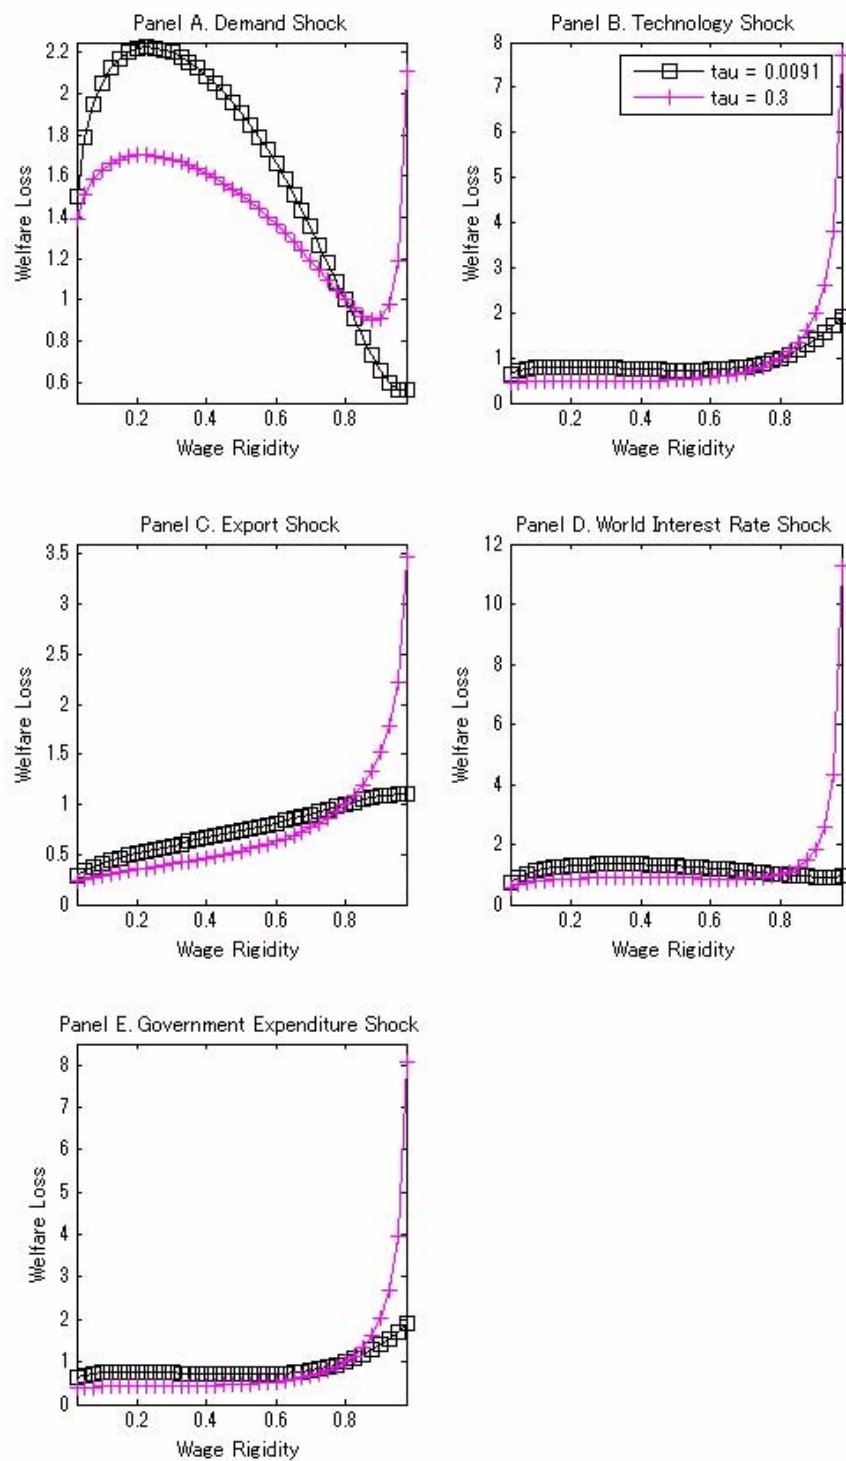 Panel A. Demand Shock
2.2
2
1.8
1.6
1.4
1.2
1
0.8
0.6
Welfare Loss
0.2 0.4 0.6 0.8
Wage Rigidity
Panel B. Technology Shock
8
7
6
5
4
3
2
1
0
Welfare Loss
tau = 0.0091
tau = 0.3
0.2 0.4 0.6 0.8
Wage Rigidity
Panel C. Export Shock
3.5
3
2.5
2
1.5
1
0.5
0
Welfare Loss
0.2 0.4 0.6 0.8
Wage Rigidity
Panel D. World Interest Rate Shock
12
10
8
6
4
2
0
Welfare Loss
0.2 0.4 0.6 0.8
Wage Rigidity
Panel E. Government Expenditure Shock
8
7
6
5
4
3
2
1
0
Welfare Loss
0.2 0.4 0.6 0.8
Wage Rigidity